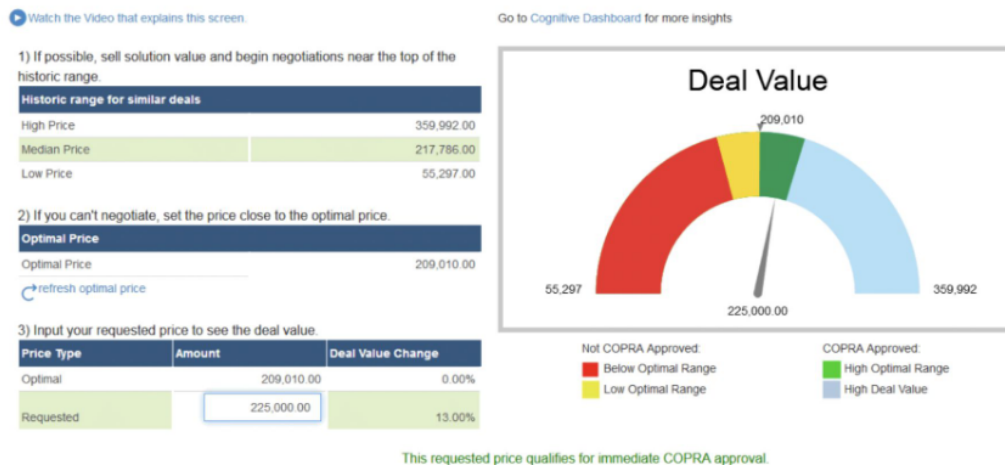 Watch the Video that explains this screen.
1) If possible, sell solution value and begin negotiations near the top of the
historic range.
Historic range for similar deals
High Price 359,992.00
Median Price 217,786.00
Low Price 55,297.00
2) If you can't negotiate, set the price close to the optimal price.
Optimal Price
Optimal Price 209,010.00
refresh optimal price
3) Input your requested price to see the deal value.
Price Type Amount Deal Value Change
Optimal 209,010.00 0.00%
Requested 225,000.00 13.00%
Go to Cognitive Dashboard for more insights
Deal Value
209,010
55,297
359,992
225,000.00
Not COPRA Approved:
Below Optimal Range
Low Optimal Range
COPRA Approved:
High Optimal Range
High Deal Value
This requested price qualifies for immediate COPRA approval.